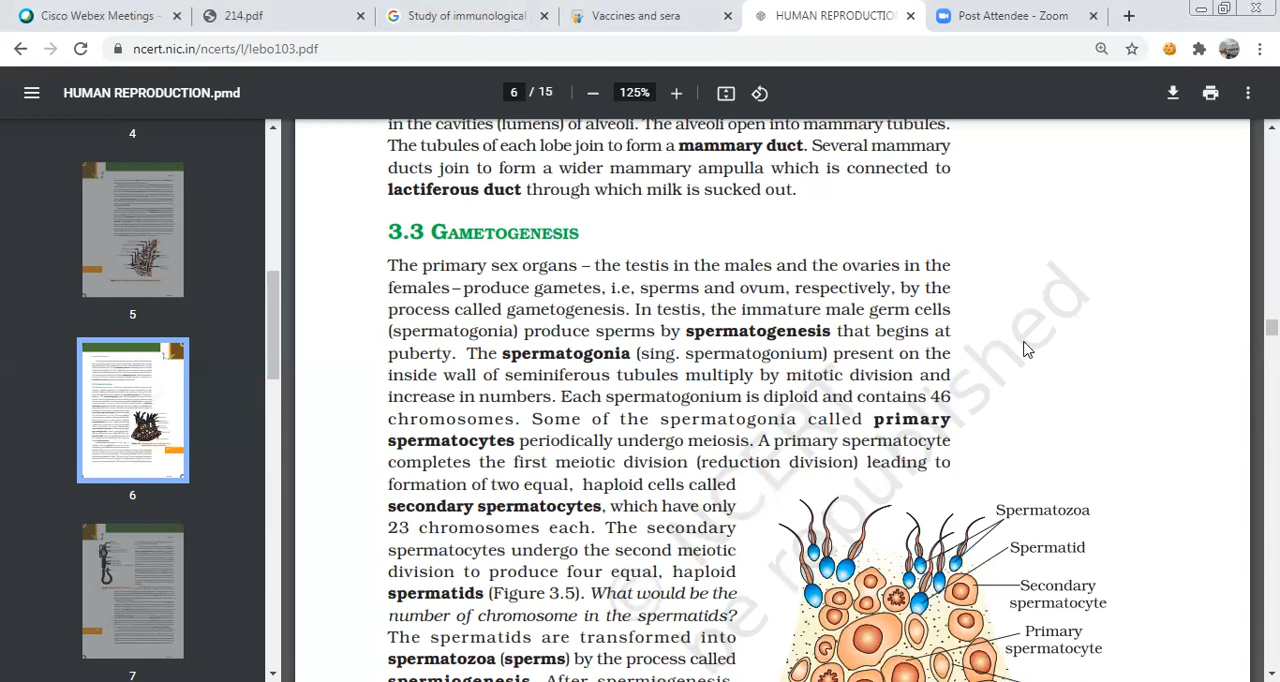 Cisco Webex Meetings -
214.pdf
Study of immunological
Vaccines and sera
HUMAN REPRODUCTIO
Post Attendee - Zoom
ncert.nic.in/ncerts/l/lebo103.pdf
HUMAN REPRODUCTION.pmd
6 / 15
125%
4
5
6
7
in the cavities (lumens) of alveoli. The alveoli open into mammary tubules.
The tubules of each lobe join to form a mammary duct. Several mammary
ducts join to form a wider mammary ampulla which is connected to
lactiferous duct through which milk is sucked out.
3.3 GAMETOGENESIS
The primary sex organs – the testis in the males and the ovaries in the
females – produce gametes, i.e, sperms and ovum, respectively, by the
process called gametogenesis. In testis, the immature male germ cells
(spermatogonia) produce sperms by spermatogenesis that begins at
puberty. The spermatogonia (sing. spermatogonium) present on the
inside wall of seminiferous tubules multiply by mitotic division and
increase in numbers. Each spermatogonium is diploid and contains 46
chromosomes. Some of the spermatogonia called primary
spermatocytes periodically undergo meiosis. A primary spermatocyte
completes the first meiotic division (reduction division) leading to
formation of two equal, haploid cells called
secondary spermatocytes, which have only
23 chromosomes each. The secondary
spermatocytes undergo the second meiotic
division to produce four equal, haploid
spermatids (Figure 3.5). What would be the
number of chromosome in the spermatids?
The spermatids are transformed into
spermatozoa (sperms) by the process called
spermiogenesis. After spermiogenesis,
Spermatozoa
Spermatid
Secondary
spermatocyte
Primary
spermatocyte
© NCERT
be republished